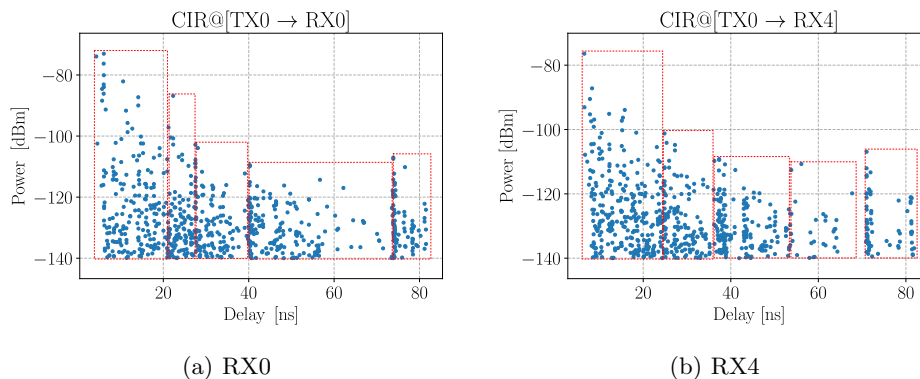 CIR@[TX0 → RX0]
−80
−100
−120
−140
Power [dBm]
20
40
60
80
Delay [ns]
(a) RX0
CIR@[TX0 → RX4]
−80
−100
−120
−140
Power [dBm]
20
40
60
80
Delay [ns]
(b) RX4